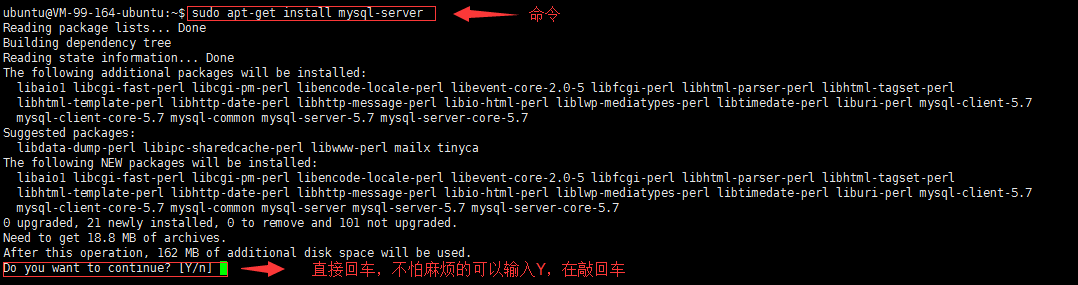 ubuntu@VM-99-164-ubuntu:~$ sudo apt-get install mysql-server 命令
Reading package lists... Done
Building dependency tree
Reading state information... Done
The following additional packages will be installed:
libaio1 libcgi-fast-perl libcgi-pm-perl libencode-locale-perl libevent-core-2.0-5 libfcgi-perl libhtml-parser-perl libhtml-tagset-perl
libhtml-template-perl libhttp-date-perl libhttp-message-perl libio-html-perl liblwp-mediatypes-perl libtimedate-perl liburi-perl mysql-client-5.7
mysql-client-core-5.7 mysql-common mysql-server-5.7 mysql-server-core-5.7
Suggested packages:
libdata-dump-perl libipc-sharedcache-perl libwww-perl mailx tinyca
The following NEW packages will be installed:
libaio1 libcgi-fast-perl libcgi-pm-perl libencode-locale-perl libevent-core-2.0-5 libfcgi-perl libhtml-parser-perl libhtml-tagset-perl
libhtml-template-perl libhttp-date-perl libhttp-message-perl libio-html-perl liblwp-mediatypes-perl libtimedate-perl liburi-perl mysql-client-5.7
mysql-client-core-5.7 mysql-common mysql-server mysql-server-5.7 mysql-server-core-5.7
0 upgraded, 21 newly installed, 0 to remove and 101 not upgraded.
Need to get 18.8 MB of archives.
After this operation, 162 MB of additional disk space will be used.
Do you want to continue? [Y/n] 直接回车，不怕麻烦的可以输入Y，在敲回车